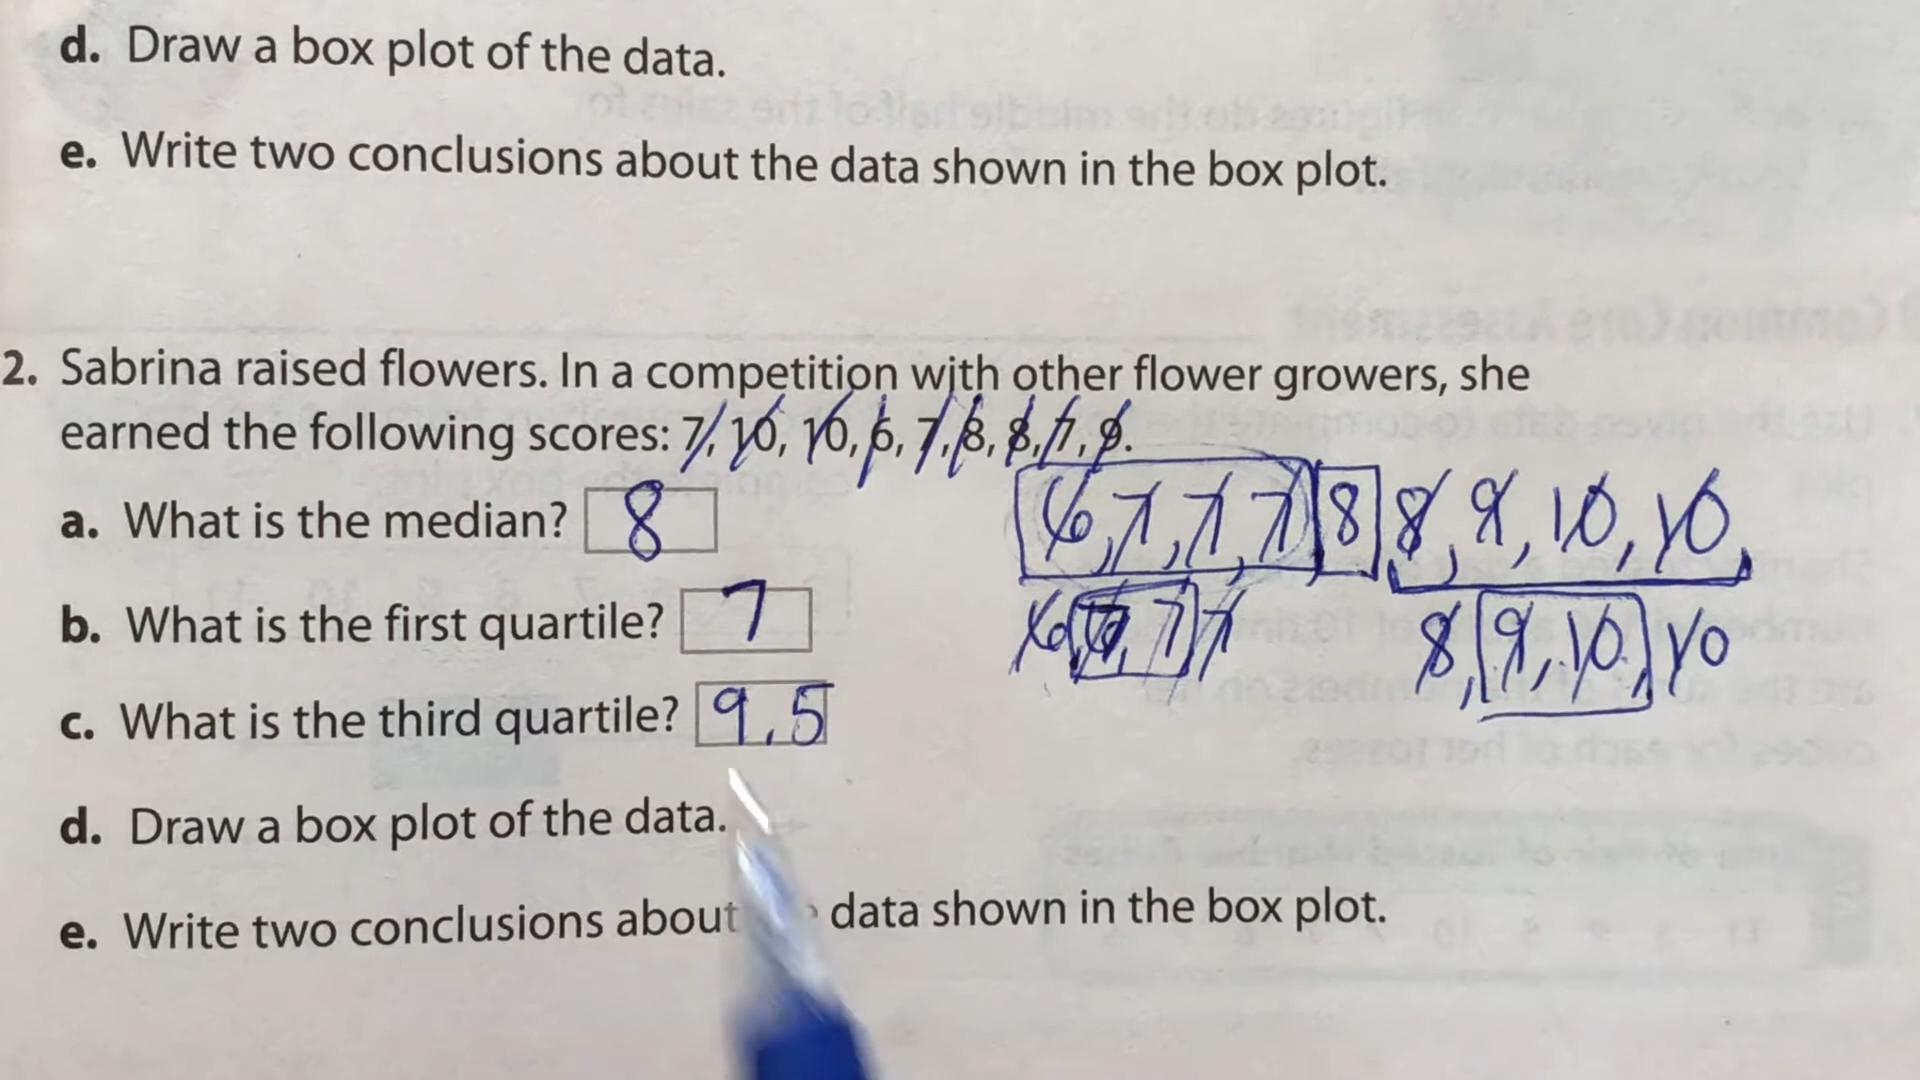 d. Draw a box plot of the data.
e. Write two conclusions about the data shown in the box plot.
2. Sabrina raised flowers. In a competition with other flower growers, she
earned the following scores: 7, 10, 10, 6, 7, 8, 8, 7, 9.
6, 7, 7, 7, 8 8, 9, 10, 10,
a. What is the median? 8
b. What is the first quartile? 7
6, 7, 7, 7 8, 9, 10, 10
c. What is the third quartile? 9.5
d. Draw a box plot of the data.
e. Write two conclusions about data shown in the box plot.